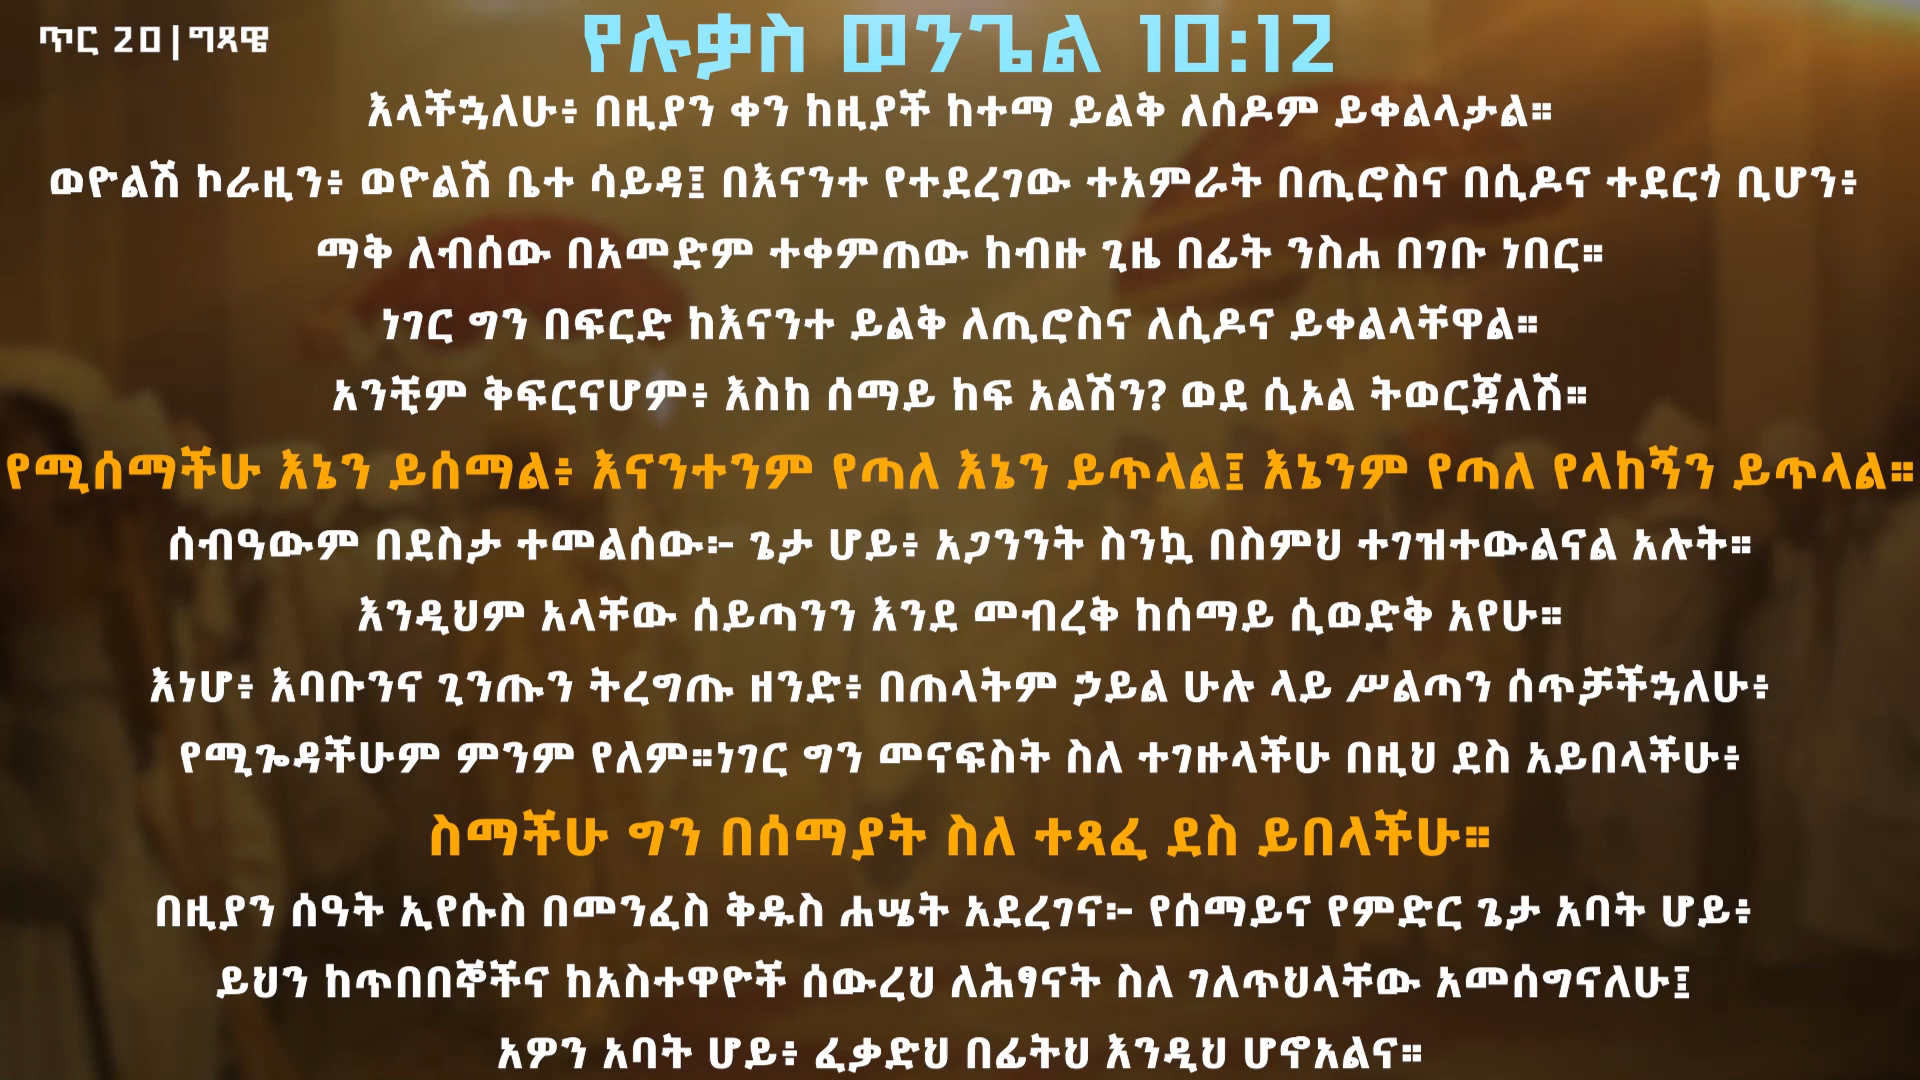 ጥር 20|ግጻዌ
የሉቃስ ወንጌል 10:12
እላችኋለሁ፥ በዚያን ቀን ከዚያች ከተማ ይልቅ ለሰዶም ይቀልላታል።
ወዮልሽ ኮራዚን፥ ወዮልሽ ቤተ ሳይዳ፤ በእናንተ የተደረገው ተአምራት በጢሮስና በሲዶና ተደርጎ ቢሆን፥
ማቅ ለብሰው በአመድም ተቀምጠው ከብዙ ጊዜ በፊት ንስሐ በገቡ ነበር።
ነገር ግን በፍርድ ከእናንተ ይልቅ ለጢሮስና ለሲዶና ይቀልላቸዋል።
አንቺም ቅፍርናሆም፥ እስከ ሰማይ ከፍ አልሽን? ወደ ሲኦል ትወርጃለሽ።
የሚሰማችሁ እኔን ይሰማል፥ እናንተንም የጣለ እኔን ይጥላል፤ እኔንም የጣለ የላከኝን ይጥላል።
ሰብዓውም በደስታ ተመልሰው፦ ጌታ ሆይ፥ አጋንንት ስንኳ በስምህ ተገዝተውልናል አሉት።
እንዲህም አላቸው ሰይጣንን እንደ መብረቅ ከሰማይ ሲወድቅ አየሁ።
እነሆ፥ እባቡንና ጊንጡን ትረግጡ ዘንድ፥ በጠላትም ኃይል ሁሉ ላይ ሥልጣን ሰጥቻችኋለሁ፥
የሚጐዳችሁም ምንም የለም።ነገር ግን መናፍስት ስለ ተገዙላችሁ በዚህ ደስ አይበላችሁ፥
ስማችሁ ግን በሰማያት ስለ ተጻፈ ደስ ይበላችሁ።
በዚያን ሰዓት ኢየሱስ በመንፈስ ቅዱስ ሐሤት አደረገና፦ የሰማይና የምድር ጌታ አባት ሆይ፥
ይህን ከጥበበኞችና ከአስተዋዮች ሰውረህ ለሕፃናት ስለ ገለጥህላቸው አመሰግናለሁ፤
አዎን አባት ሆይ፥ ፈቃድህ በፊትህ እንዲህ ሆኖአልና።